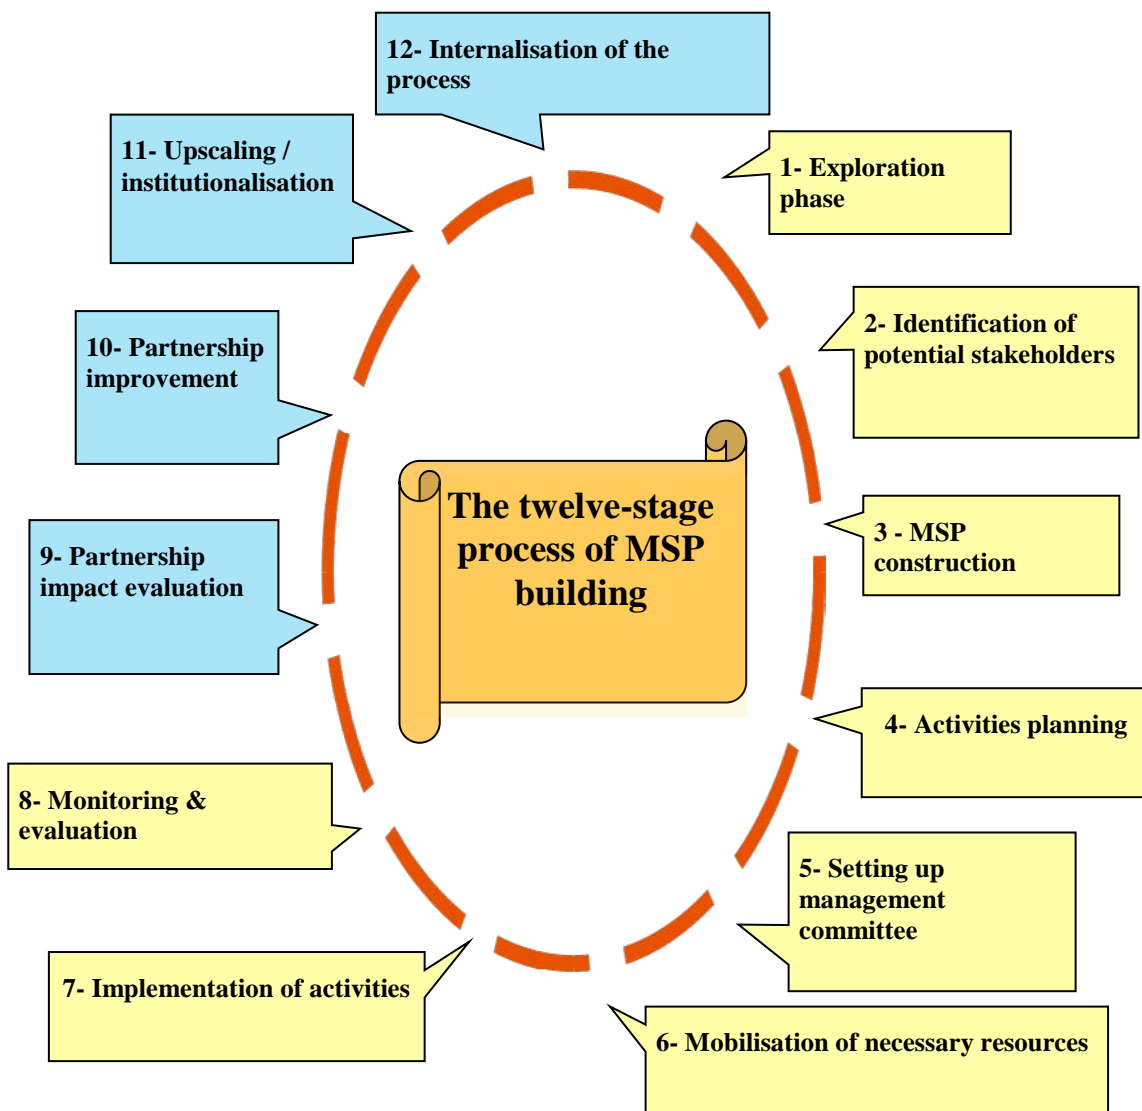 12- Internalisation of the
process
11- Upscaling /
institutionalisation
1- Exploration
phase
10- Partnership
improvement
2- Identification of
potential stakeholders
The twelve-stage
process of MSP
building
9- Partnership
impact evaluation
3 - MSP
construction
4- Activities planning
8- Monitoring &
evaluation
5- Setting up
management
committee
7- Implementation of activities
6- Mobilisation of necessary resources